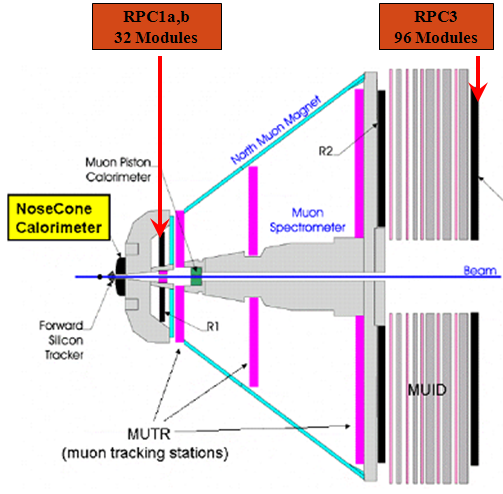 RPC1a,b
32 Modules
RPC3
96 Modules
North Muon Magnet
R2
Muon Piston
Calorimeter
NoseCone
Calorimeter
Muon
Spectrometer
Beam
Forward
Silicon
Tracker
R1
MUTR
(muon tracking stations)
MUID